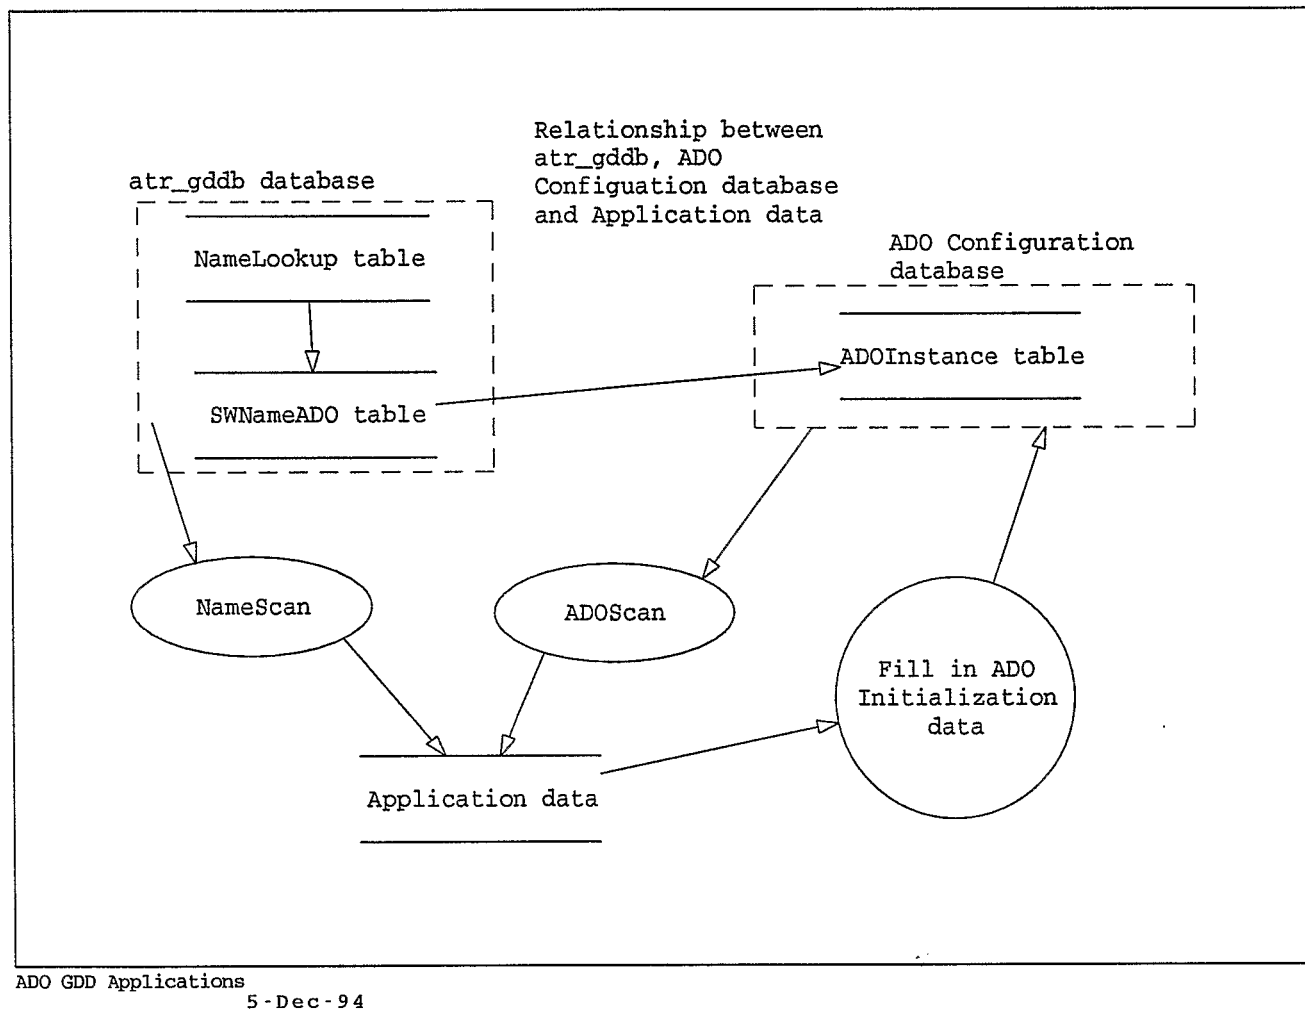 Relationship between
atr_gddb, ADO
Configuation database
and Application data
atr_gddb database
NameLookup table
SWNameADO table
ADO Configuration
database
ADOInstance table
NameScan
ADOScan
Fill in ADO
Initialization
data
Application data
ADO GDD Applications
5-Dec-94